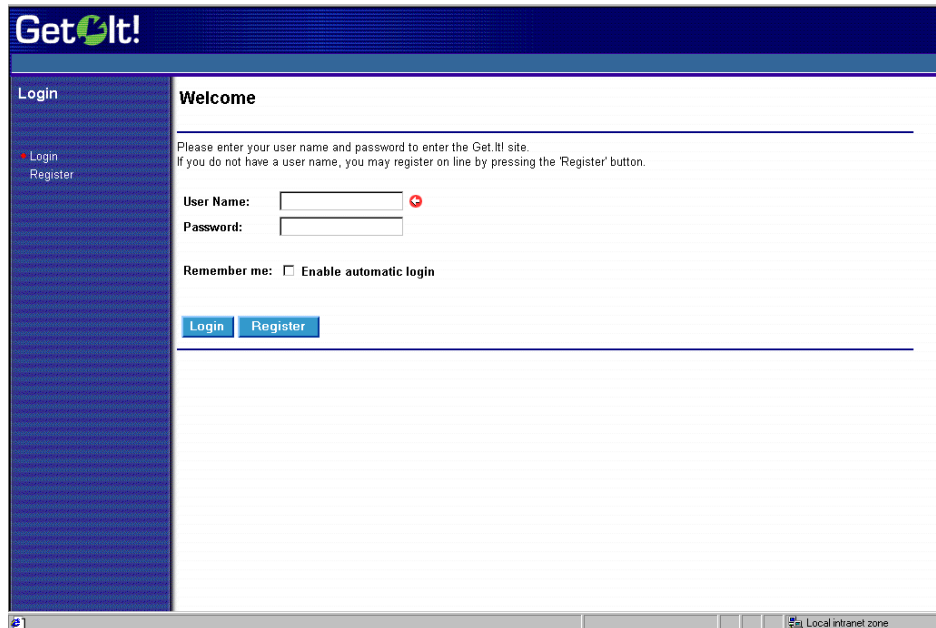 Get It!
Login
Welcome
Please enter your user name and password to enter the Get.It! site.
If you do not have a user name, you may register on line by pressing the 'Register' button.
Login
Register
User Name:
Password:
Remember me: Enable automatic login
Login Register
Local intranet zone